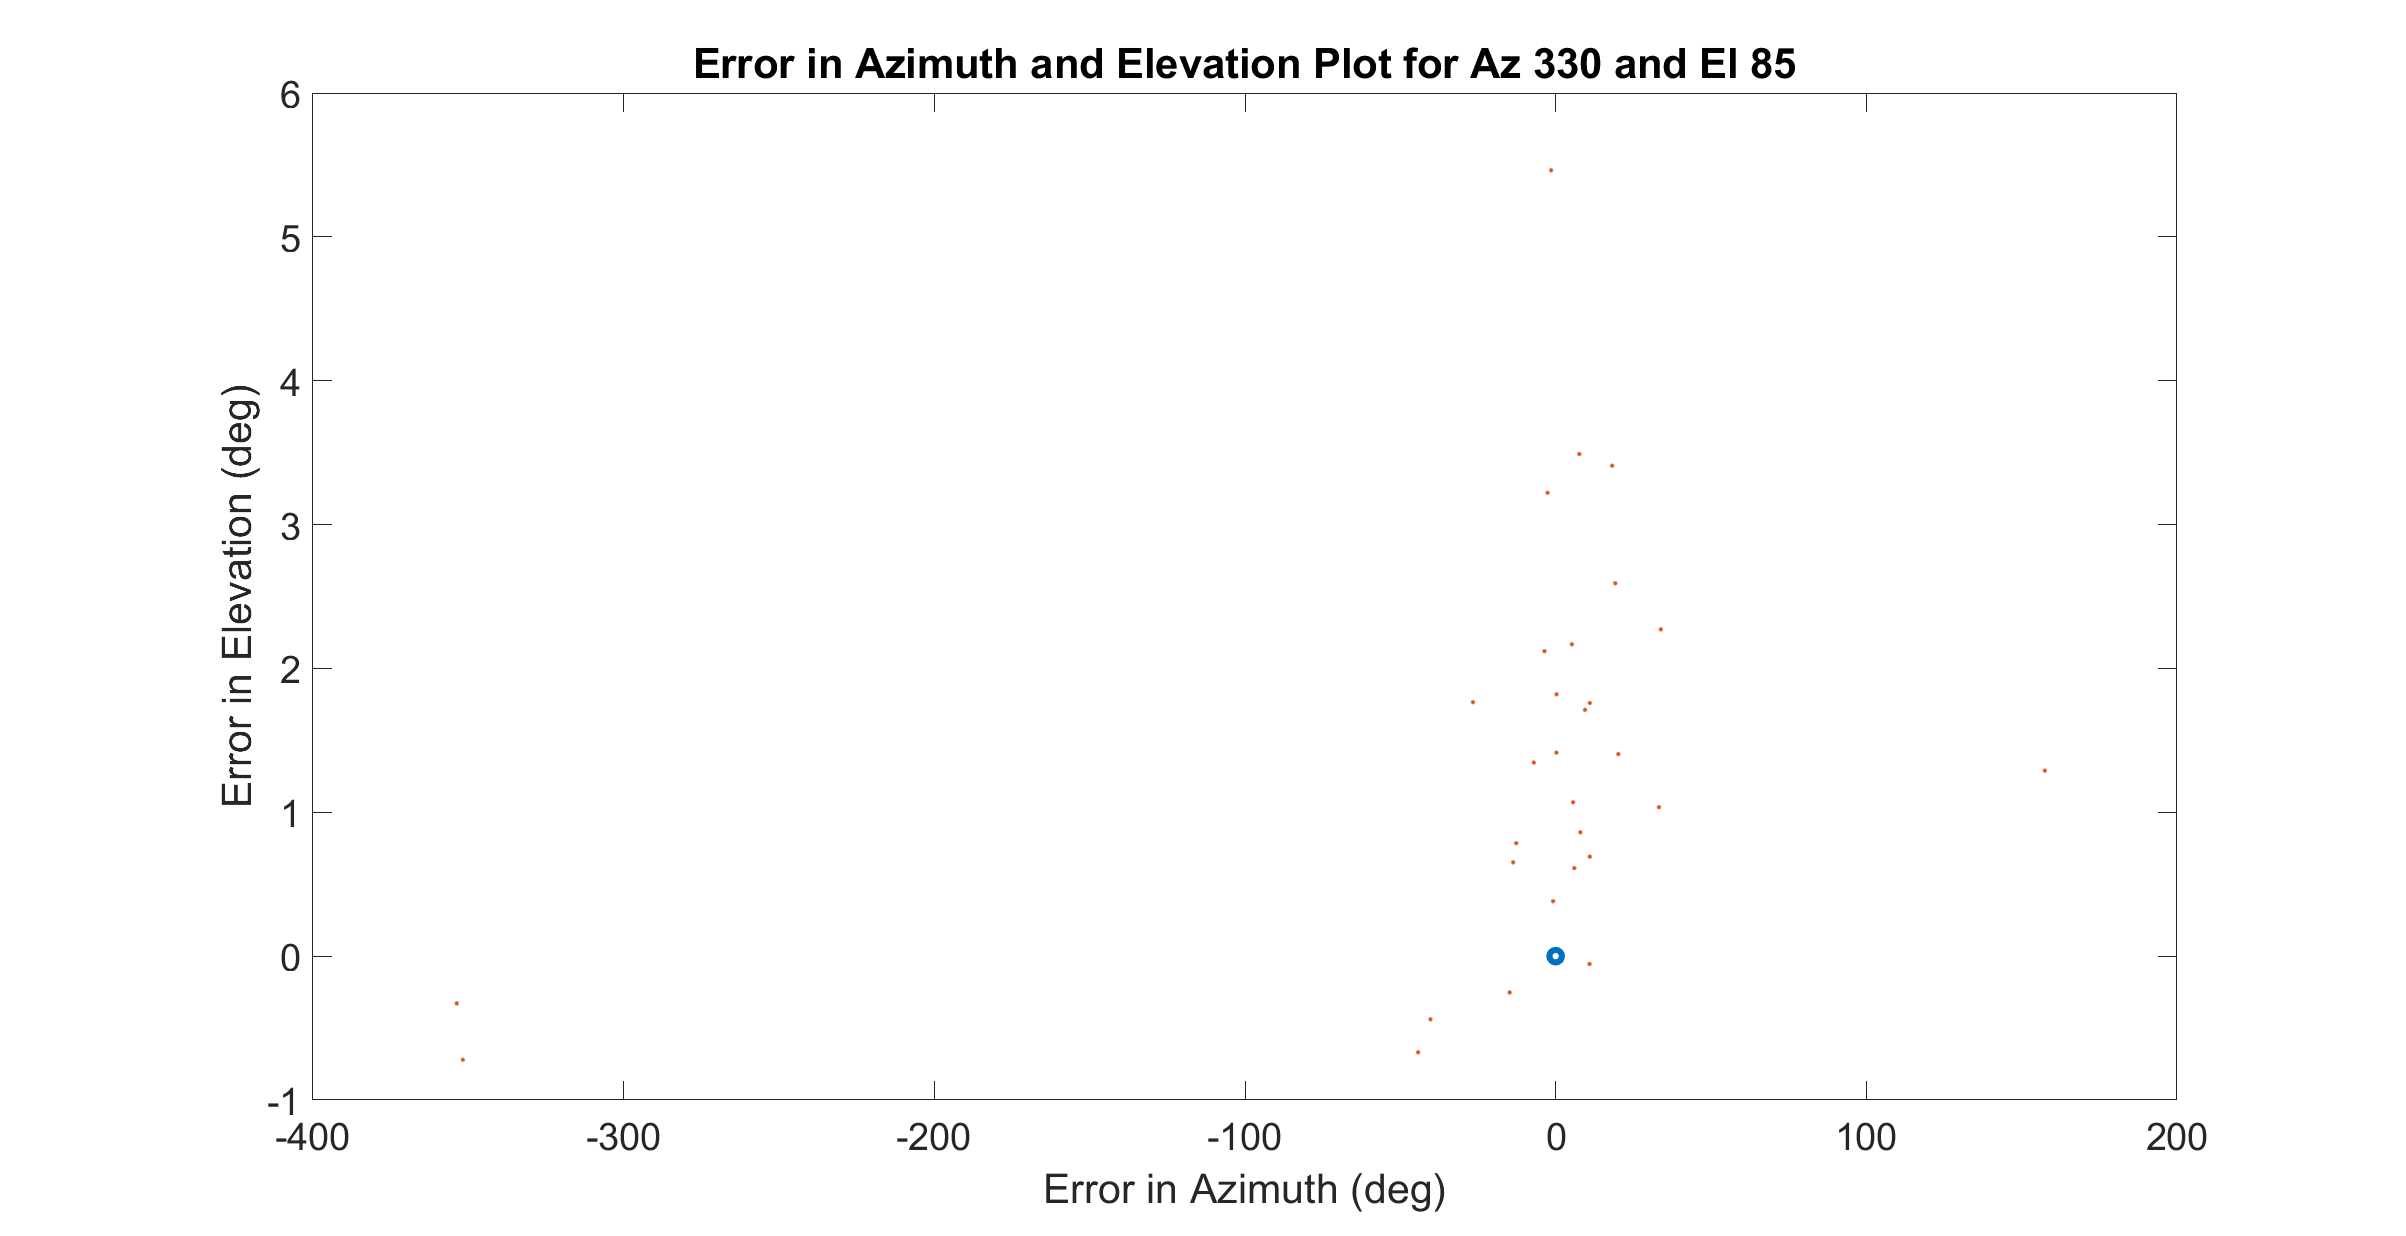 Error in Azimuth and Elevation Plot for Az 330 and El 85
6
5
4
3
2
1
0
-1
Error in Elevation (deg)
-400 -300 -200 -100 0 100 200
Error in Azimuth (deg)